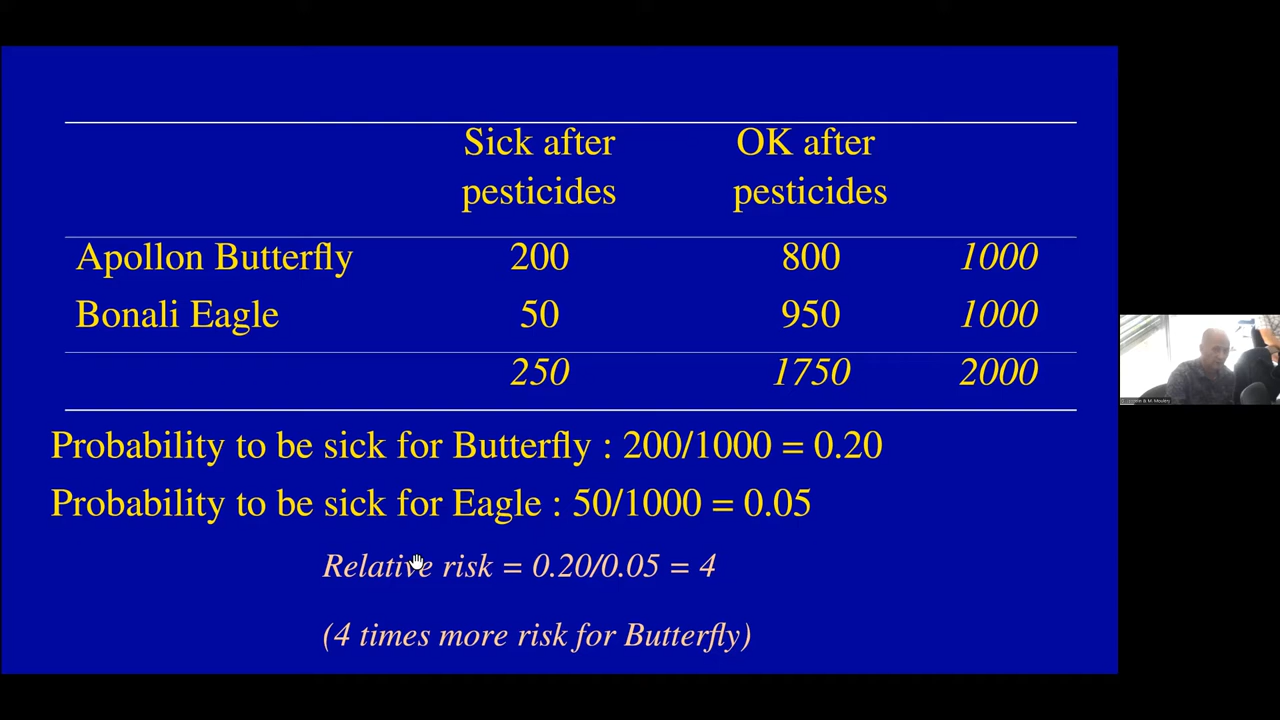 Sick after OK after
pesticides pesticides
Apollon Butterfly 200 800 1000
Bonali Eagle 50 950 1000
250 1750 2000
Probability to be sick for Butterfly : 200/1000 = 0.20
Probability to be sick for Eagle : 50/1000 = 0.05
Relative risk = 0.20/0.05 = 4
(4 times more risk for Butterfly)